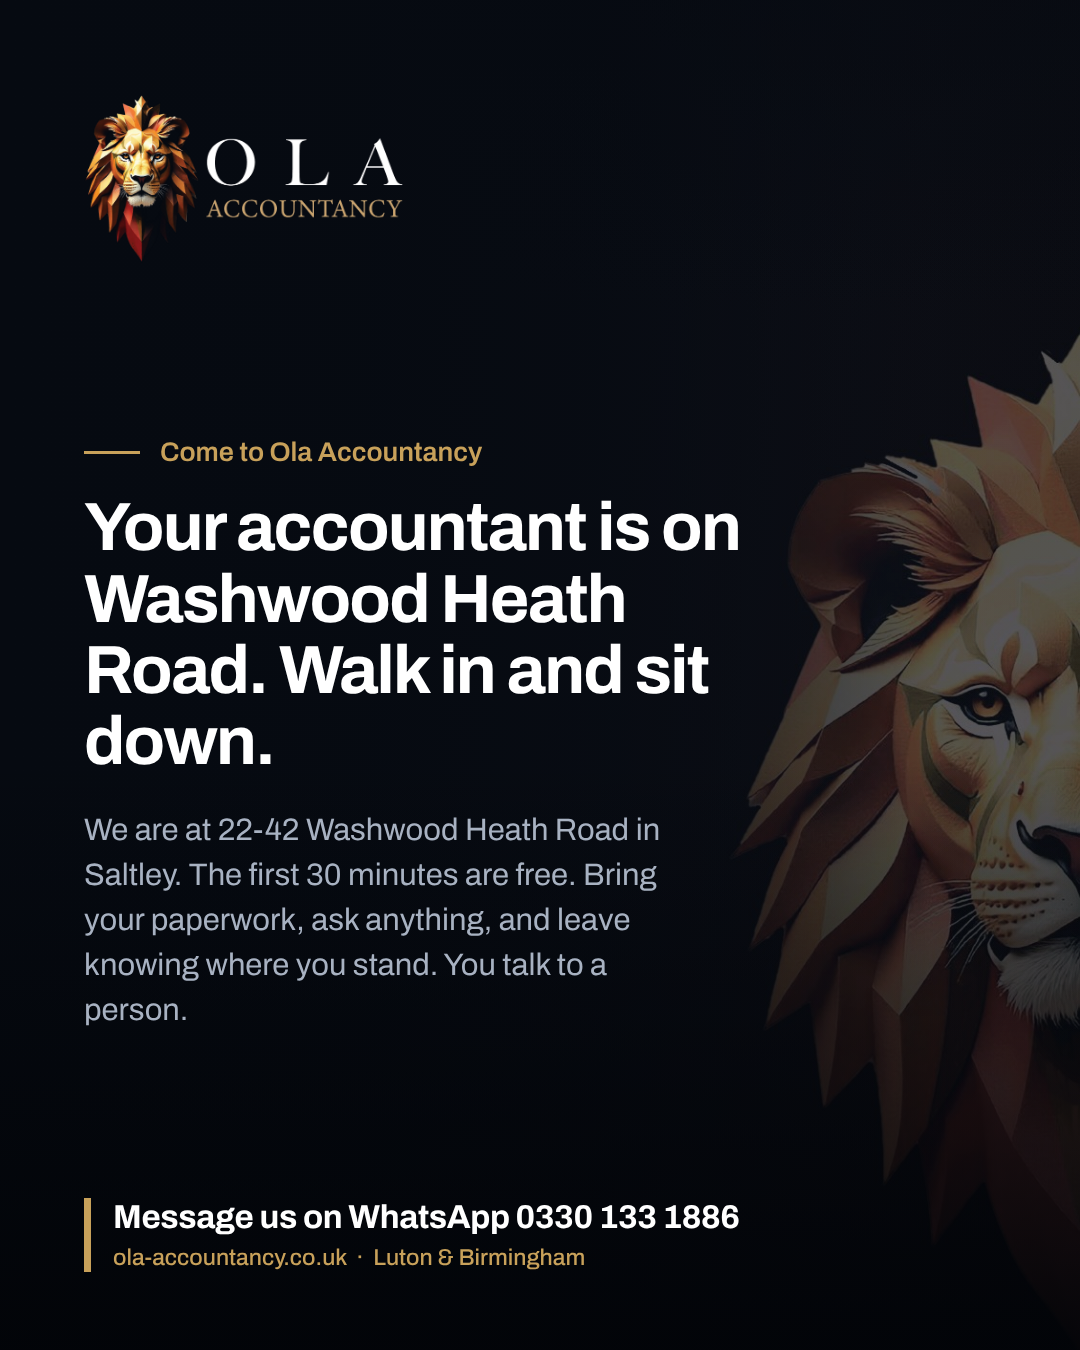 OLA
ACCOUNTANCY
Come to Ola Accountancy
Your accountant is on
Washwood Heath
Road. Walk in and sit
down.
We are at 22-42 Washwood Heath Road in
Saltley. The first 30 minutes are free. Bring
your paperwork, ask anything, and leave
knowing where you stand. You talk to a
person.
Message us on WhatsApp 0330 133 1886
ola-accountancy.co.uk · Luton & Birmingham